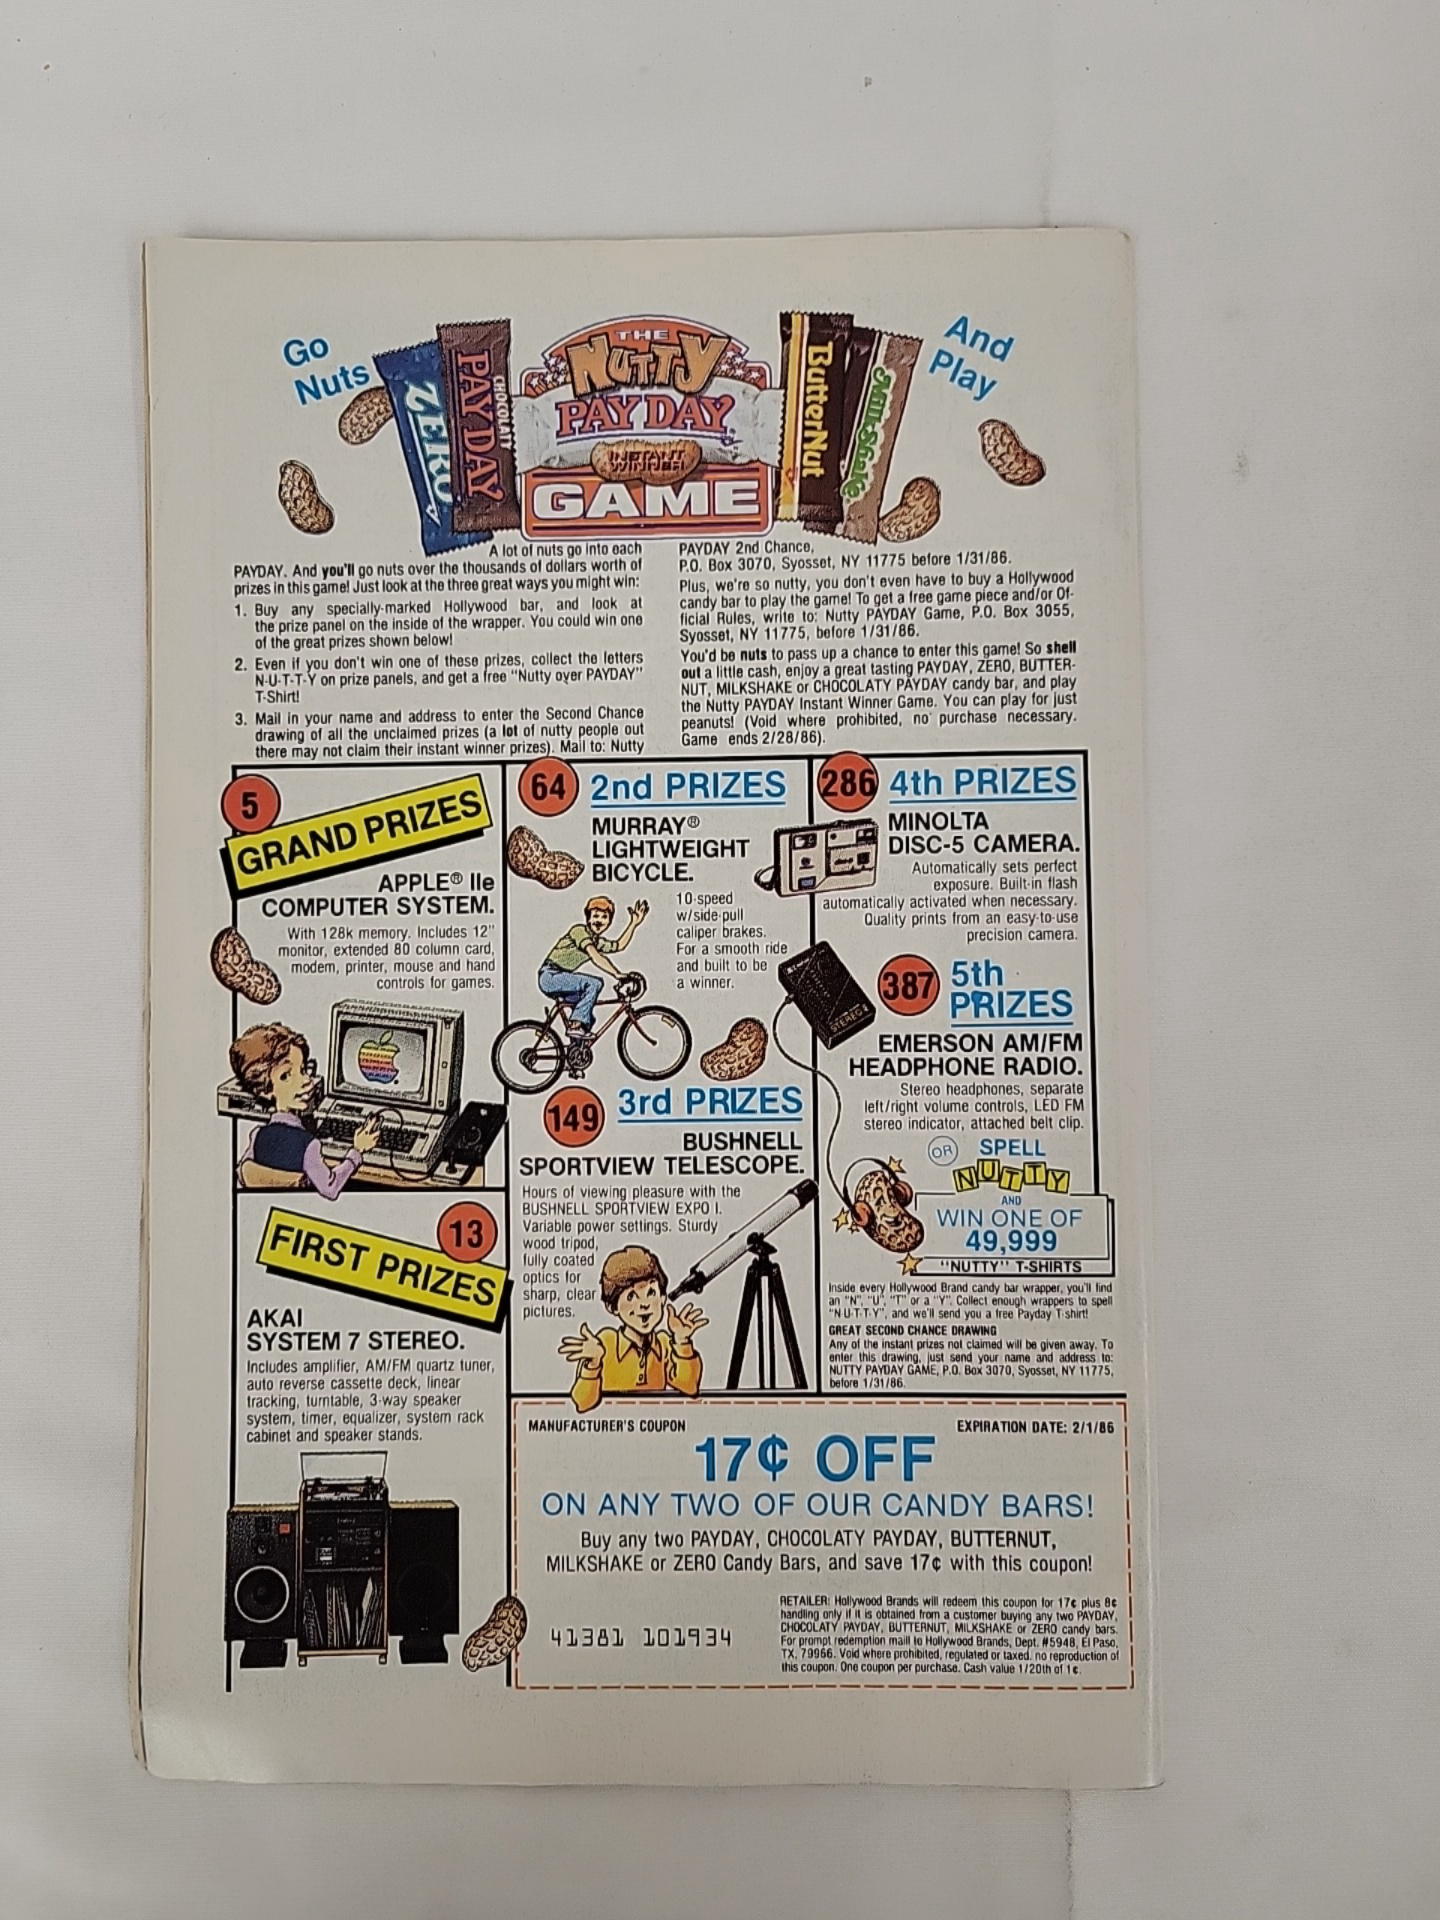 Go
Nuts
And
Play
ZERO
CHOCOLATY
PAY DAY
THE
NUTTY
PAY DAY
INSTANT
WINNER
GAME
ButterNut
Milk-Shake
A lot of nuts go into each
PAYDAY. And you'll go nuts over the thousands of dollars worth of
prizes in this game! Just look at the three great ways you might win:
1. Buy any specially-marked Hollywood bar, and look at
the prize panel on the inside of the wrapper. You could win one
of the great prizes shown below!
2. Even if you don't win one of these prizes, collect the letters
N-U-T-T-Y on prize panels, and get a free "Nutty over PAYDAY"
T-Shirt!
3. Mail in your name and address to enter the Second Chance
drawing of all the unclaimed prizes (a lot of nutty people out
there may not claim their instant winner prizes). Mail to: Nutty
PAYDAY 2nd Chance,
P.O. Box 3070, Syosset, NY 11775 before 1/31/86.
Plus, we're so nutty, you don't even have to buy a Hollywood
candy bar to play the game! To get a free game piece and/or Of-
ficial Rules, write to: Nutty PAYDAY Game, P.O. Box 3055,
Syosset, NY 11775, before 1/31/86.
You'd be nuts to pass up a chance to enter this game! So shell
out a little cash, enjoy a great tasting PAYDAY, ZERO, BUTTER-
NUT, MILKSHAKE or CHOCOLATY PAYDAY candy bar, and play
the Nutty PAYDAY Instant Winner Game. You can play for just
peanuts! (Void where prohibited, no purchase necessary.
Game ends 2/28/86).
5
GRAND PRIZES
APPLE® IIe
COMPUTER SYSTEM.
With 128k memory. Includes 12"
monitor, extended 80 column card,
modem, printer, mouse and hand
controls for games.
13
FIRST PRIZES
AKAI
SYSTEM 7 STEREO.
Includes amplifier, AM/FM quartz tuner,
auto reverse cassette deck, linear
tracking, turntable, 3-way speaker
system, timer, equalizer, system rack
cabinet and speaker stands.
64
2nd PRIZES
MURRAY®
LIGHTWEIGHT
BICYCLE.
10-speed
w/side-pull
caliper brakes.
For a smooth ride
and built to be
a winner.
149
3rd PRIZES
BUSHNELL
SPORTVIEW TELESCOPE.
Hours of viewing pleasure with the
BUSHNELL SPORTVIEW EXPO I.
Variable power settings. Sturdy
wood tripod,
fully coated
optics for
sharp, clear
pictures.
286
4th PRIZES
MINOLTA
DISC-5 CAMERA.
Automatically sets perfect
exposure. Built-in flash
automatically activated when necessary.
Quality prints from an easy-to-use
precision camera.
STEREO
387
5th
PRIZES
EMERSON AM/FM
HEADPHONE RADIO.
Stereo headphones, separate
left/right volume controls, LED FM
stereo indicator, attached belt clip.
OR
SPELL
NUTTY
AND
WIN ONE OF
49,999
"NUTTY" T-SHIRTS
Inside every Hollywood Brand candy bar wrapper, you'll find
an "N", "U", "T" or a "Y". Collect enough wrappers to spell
"N-U-T-T-Y", and we'll send you a free Payday T-shirt!
GREAT SECOND CHANCE DRAWING
Any of the instant prizes not claimed will be given away. To
enter this drawing, just send your name and address to:
NUTTY PAYDAY GAME, P.O. Box 3070, Syosset, NY 11775,
before 1/31/86.
MANUFACTURER'S COUPON
EXPIRATION DATE: 2/1/86
17¢ OFF
ON ANY TWO OF OUR CANDY BARS!
Buy any two PAYDAY, CHOCOLATY PAYDAY, BUTTERNUT,
MILKSHAKE or ZERO Candy Bars, and save 17¢ with this coupon!
41381 101934
RETAILER: Hollywood Brands will redeem this coupon for 17¢ plus 8¢
handling only if it is obtained from a customer buying any two PAYDAY,
CHOCOLATY PAYDAY, BUTTERNUT, MILKSHAKE or ZERO candy bars.
For prompt redemption maill to Hollywood Brands, Dept. #5948, El Paso,
TX, 79966. Void where prohibited, regulated or taxed. no reproduction of
this coupon. One coupon per purchase. Cash value 1/20th of 1¢.